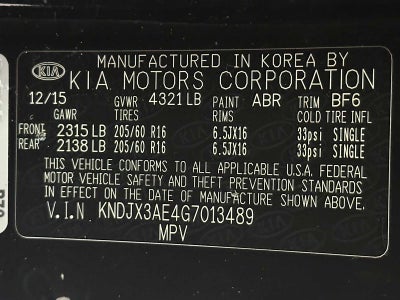 MANUFACTURED IN KOREA BY
KIA KIA MOTORS CORPORATION
12/15 GVWR 4321 LB PAINT ABR TRIM BF6
GAWR TIRES RIMS COLD TIRE INFL
FRONT 2315 LB 205/60 R16 6.5JX16 33psi SINGLE
REAR 2138 LB 205/60 R16 6.5JX16 33psi SINGLE
THIS VEHICLE CONFORMS TO ALL APPLICABLE U.S.A. FEDERAL
MOTOR VEHICLE SAFETY AND THEFT PREVENTION STANDARDS
IN EFFECT ON THE DATE OF MANUFACTURE SHOWN ABOVE.
V.I.N KNDJX3AE4G7013489
MPV